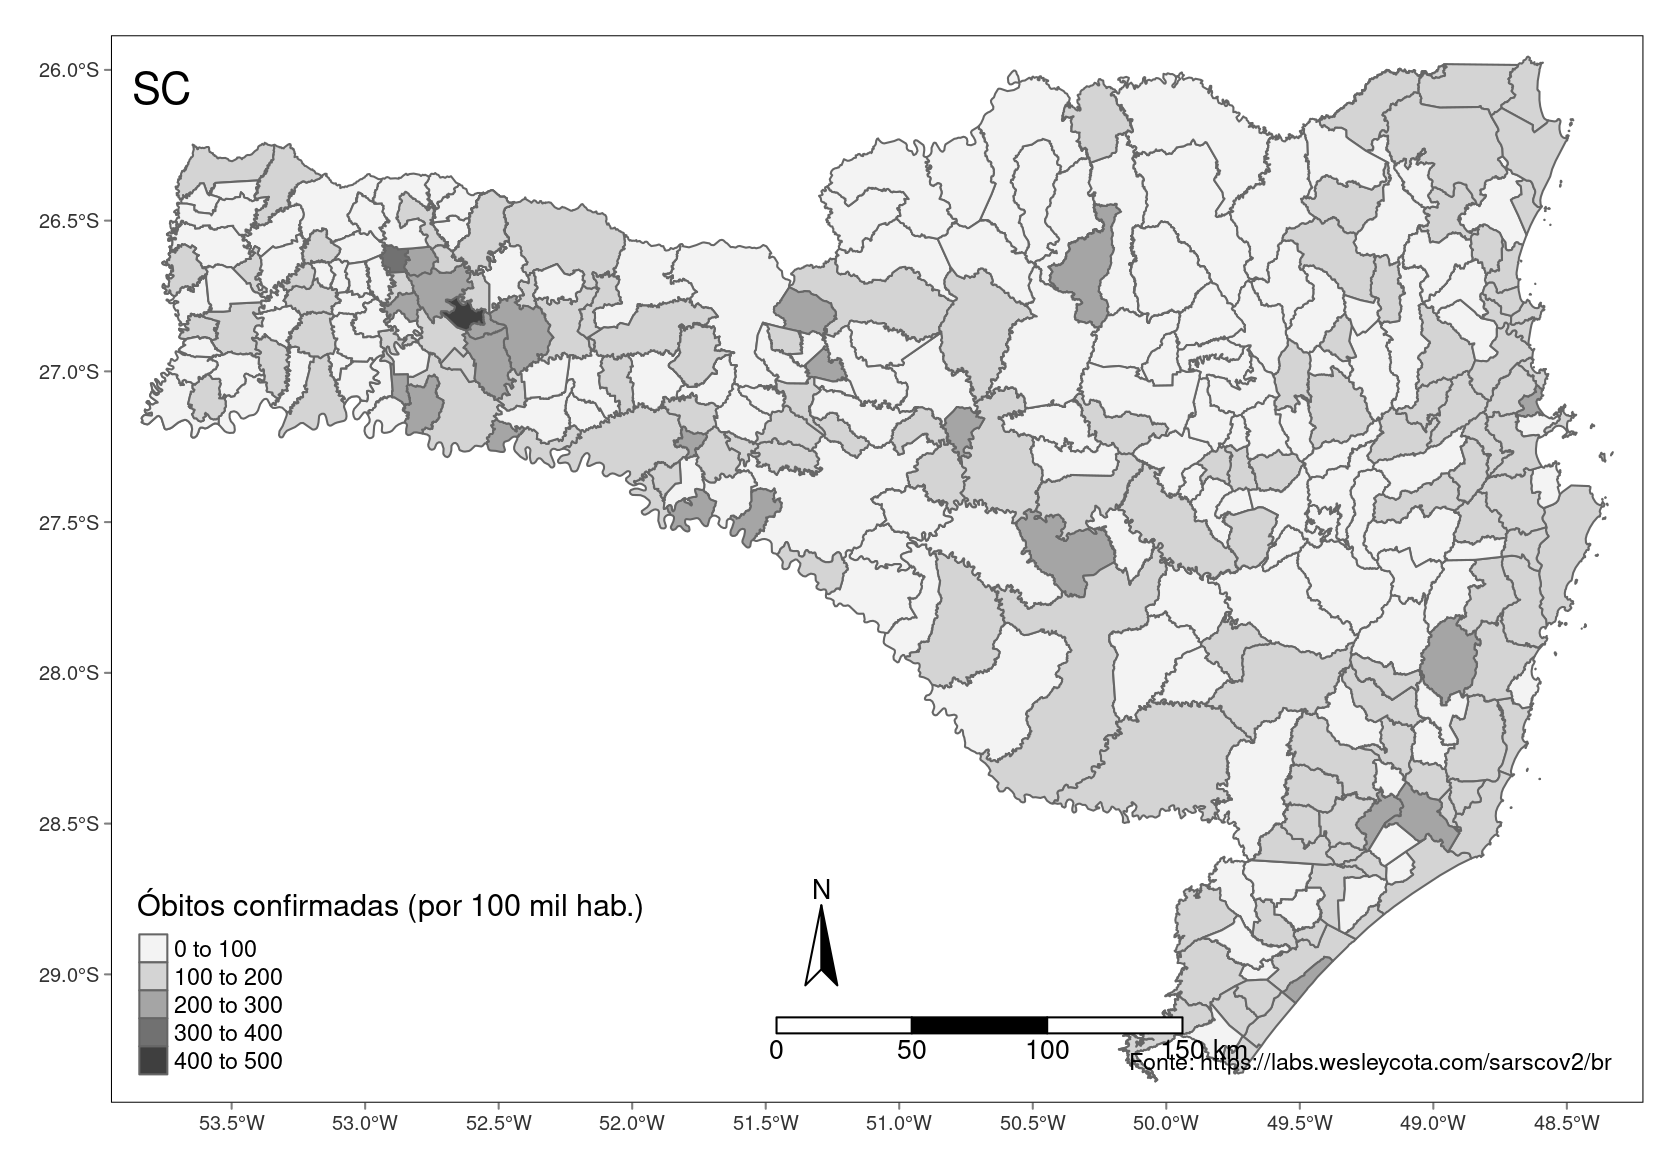 SC
26.0°S
26.5°S
27.0°S
27.5°S
28.0°S
28.5°S
29.0°S
Óbitos confirmadas (por 100 mil hab.)
0 to 100
100 to 200
200 to 300
300 to 400
400 to 500
N
0 50 100 150 km
Fonte: https://labs.wesleycota.com/sarscov2/br
53.5°W 53.0°W 52.5°W 52.0°W 51.5°W 51.0°W 50.5°W 50.0°W 49.5°W 49.0°W 48.5°W